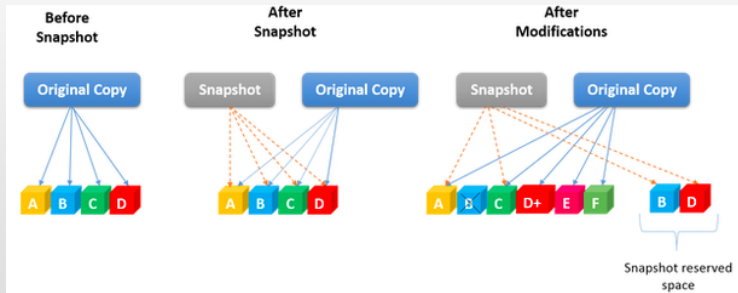 Before
Snapshot
After
Snapshot
After
Modifications
Original Copy
Snapshot
Original Copy
Snapshot
Original Copy
A B C D
A B C D
A B C D+ E F
B D
Snapshot reserved
space